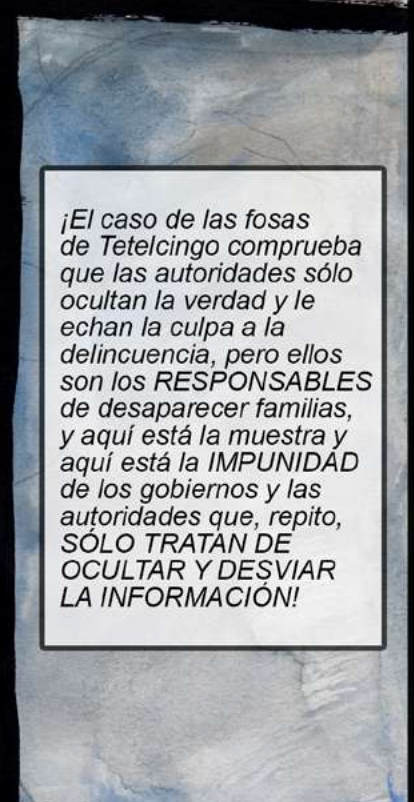 ¡El caso de las fosas
de Tetelcingo comprueba
que las autoridades sólo
ocultan la verdad y le
echan la culpa a la
delincuencia, pero ellos
son los RESPONSABLES
de desaparecer familias,
y aquí está la muestra y
aquí está la IMPUNIDAD
de los gobiernos y las
autoridades que, repito,
SÓLO TRATAN DE
OCULTAR Y DESVIAR
LA INFORMACIÓN!